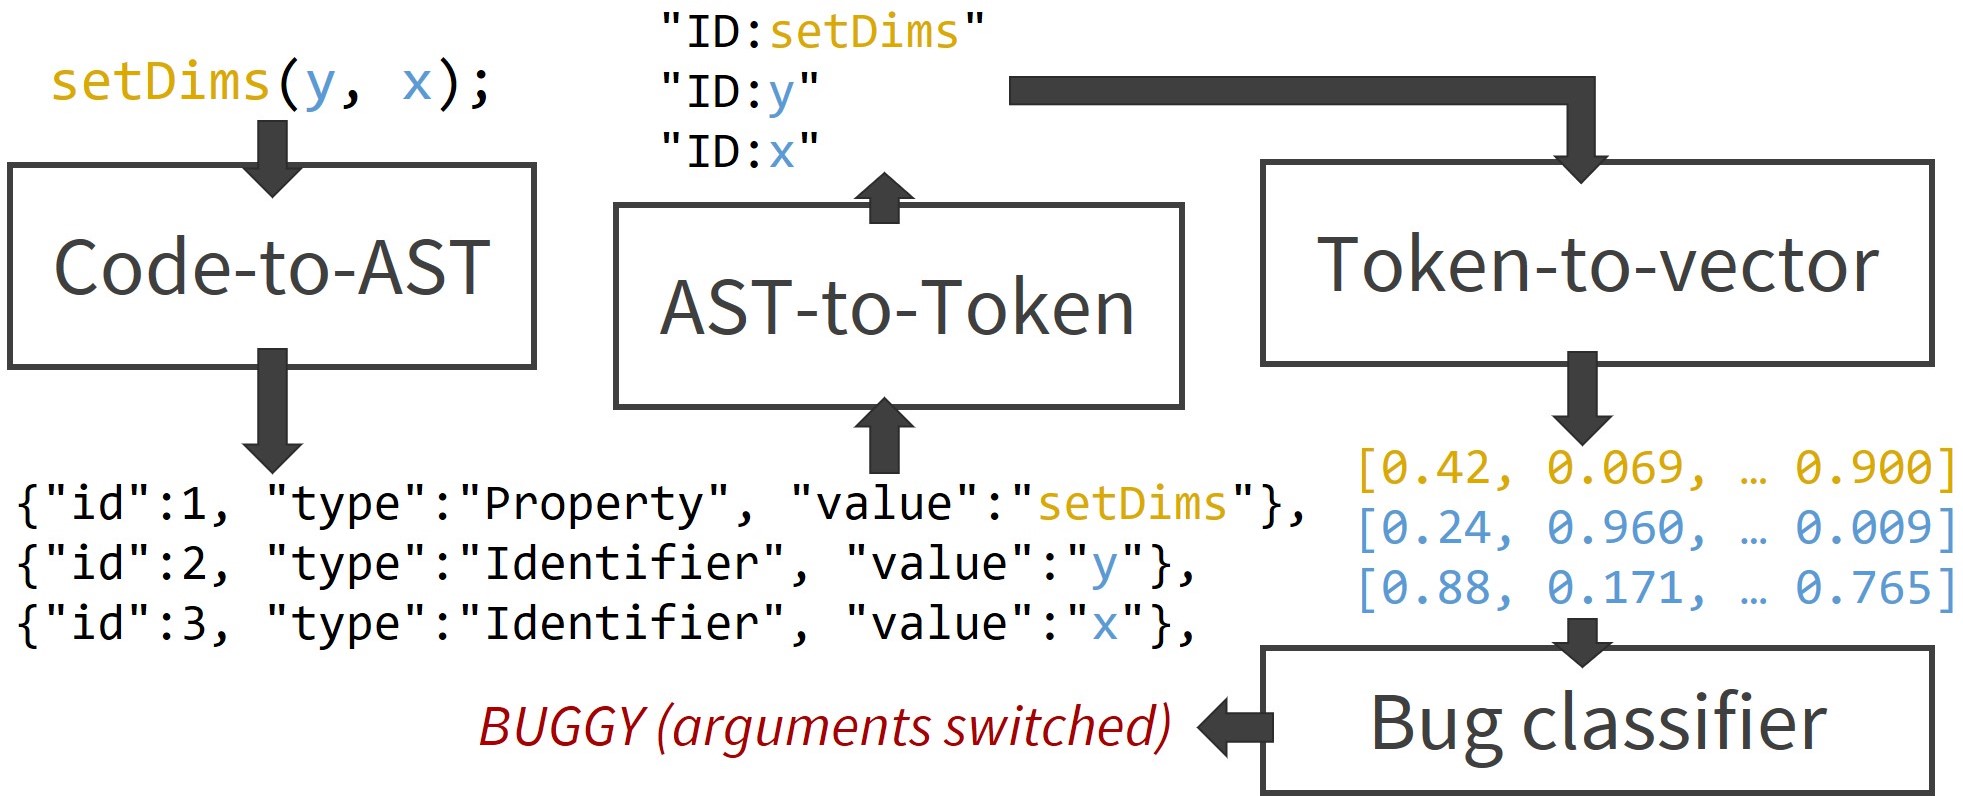 setDims(y, x);
Code-to-AST
{"id":1, "type":"Property", "value":"setDims"},
{"id":2, "type":"Identifier", "value":"y"},
{"id":3, "type":"Identifier", "value":"x"},
AST-to-Token
"ID:setDims"
"ID:y"
"ID:x"
Token-to-vector
[0.42, 0.069, … 0.900]
[0.24, 0.960, … 0.009]
[0.88, 0.171, … 0.765]
Bug classifier
BUGGY (arguments switched)